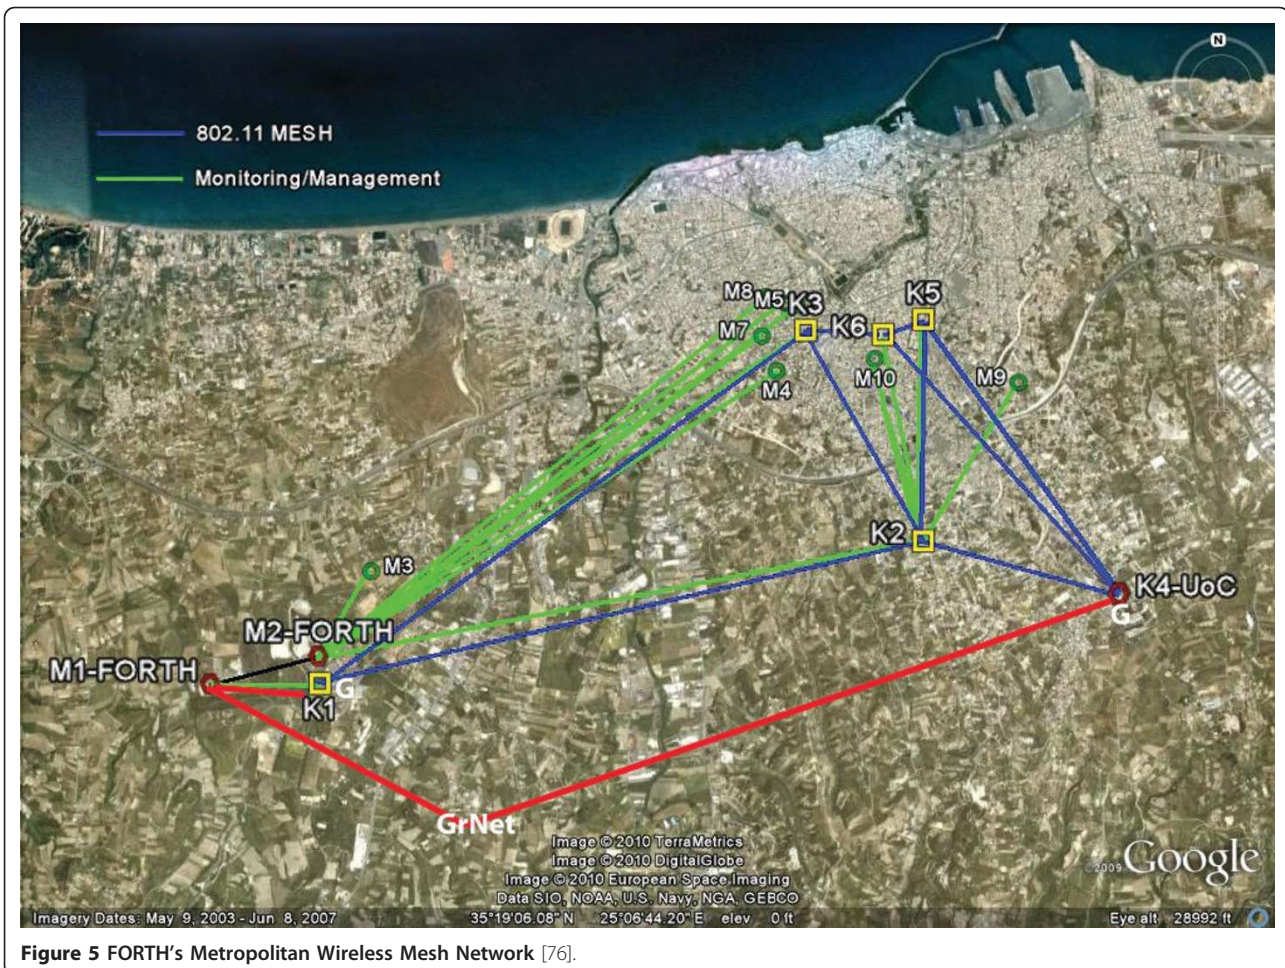 N
802.11 MESH
Monitoring/Management
M8
M5
K3
K5
M7
K6
M4
M10
M9
K2
M3
K4-UoC
G
M2-FORTH
M1-FORTH
G
K1
GrNet
Image © 2010 TerraMetrics
Image © 2010 DigitalGlobe
Image © 2010 European Space Imaging
Data SIO, NOAA, U.S. Navy, NGA, GEBCO
©2009 Google
Imagery Dates: May 9, 2003 - Jun 8, 2007
35°19'06.08" N 25°06'44.20" E elev 0 ft
Eye alt 28992 ft
Figure 5 FORTH's Metropolitan Wireless Mesh Network [76].